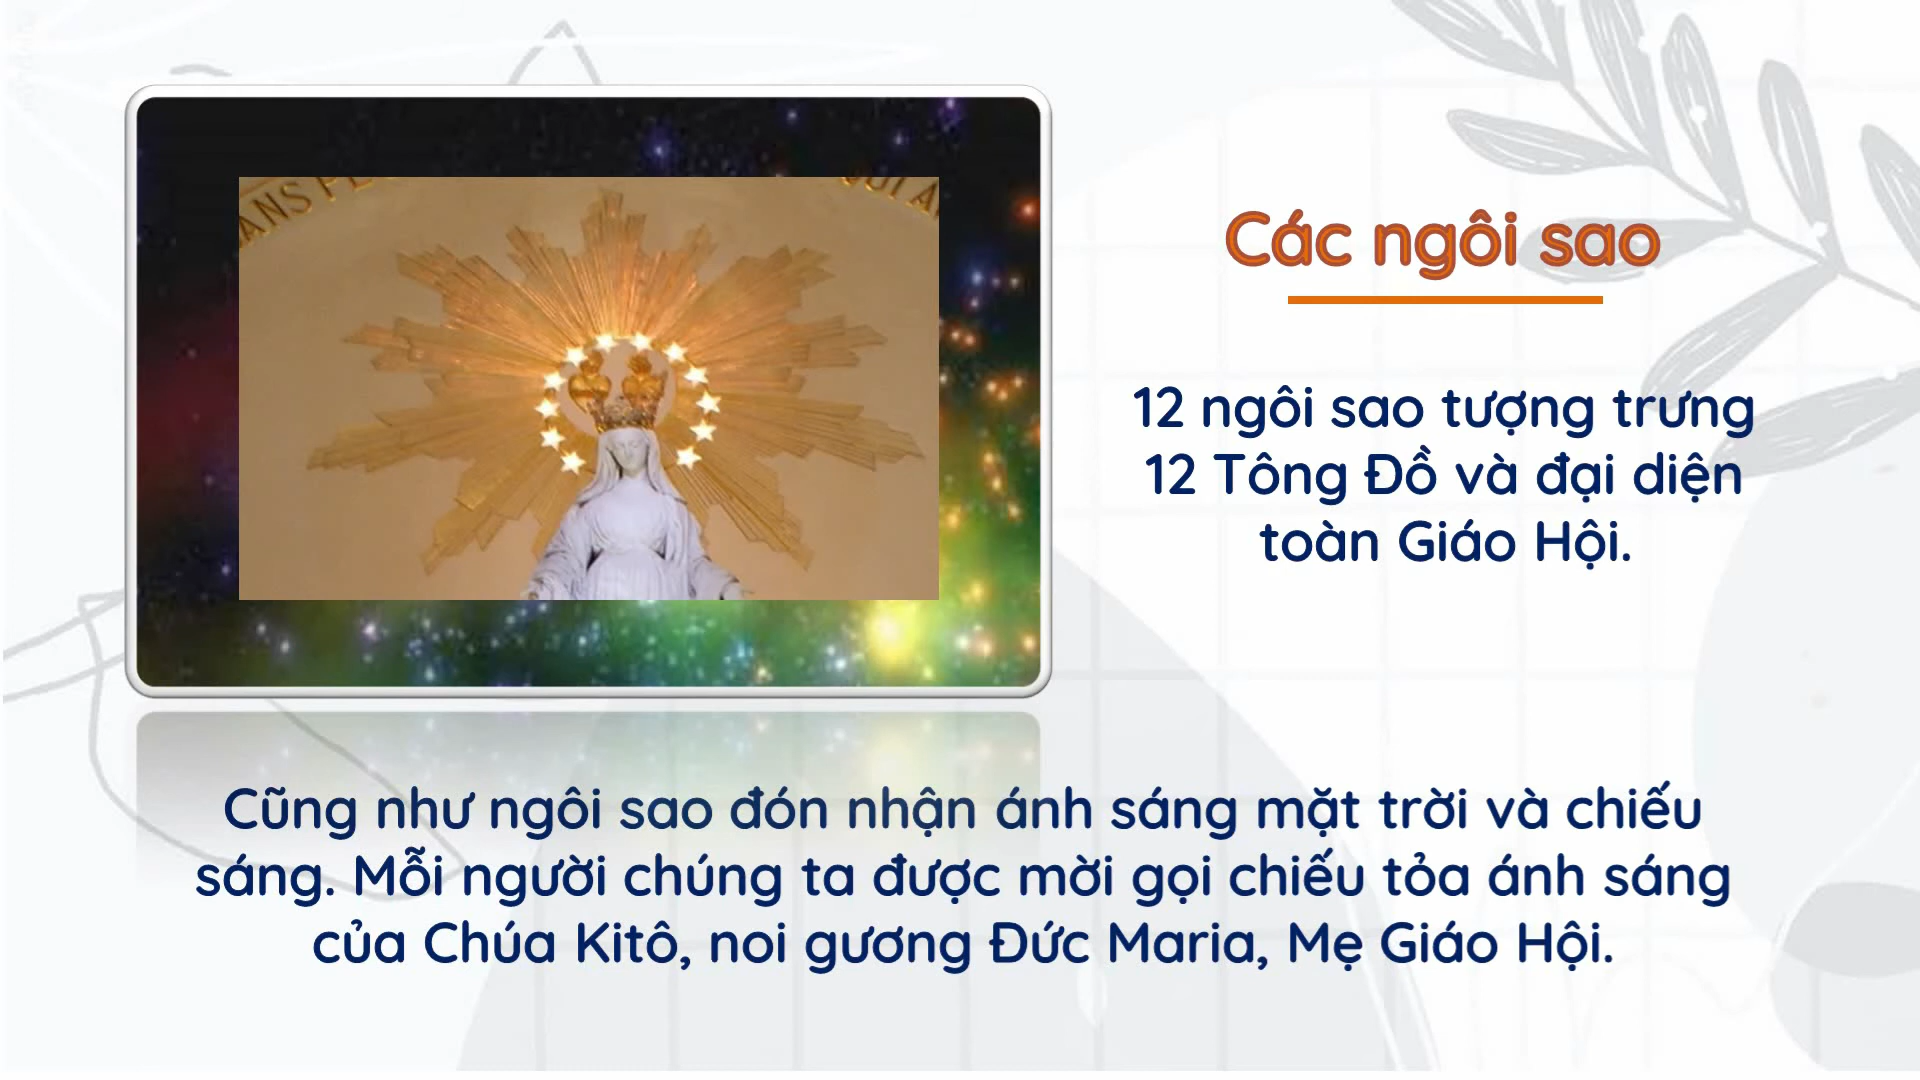 ANS
Các ngôi sao
12 ngôi sao tượng trưng
12 Tông Đồ và đại diện
toàn Giáo Hội.
Cũng như ngôi sao đón nhận ánh sáng mặt trời và chiếu
sáng. Mỗi người chúng ta được mời gọi chiếu tỏa ánh sáng
của Chúa Kitô, noi gương Đức Maria, Mẹ Giáo Hội.